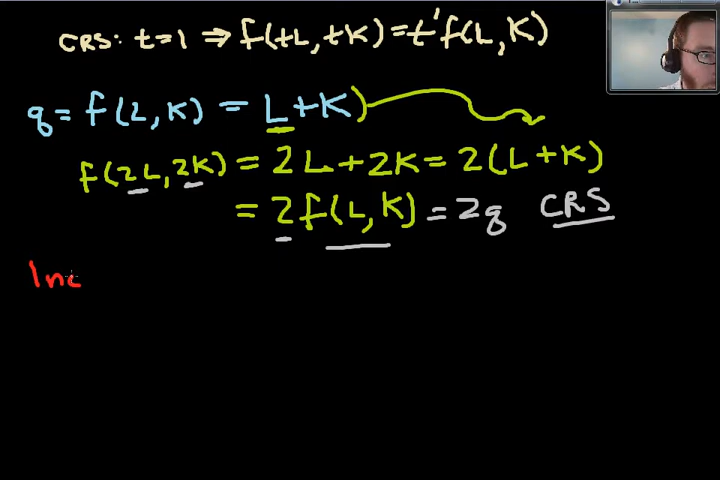 CRS: t=1 ⇒ f(tL,tK)=t¹f(L,K)
q= f(L,K) = L+K)
f(2L,2K) = 2L+2K= 2(L+K)
= 2f(L,K) = 2q CRS
Inc